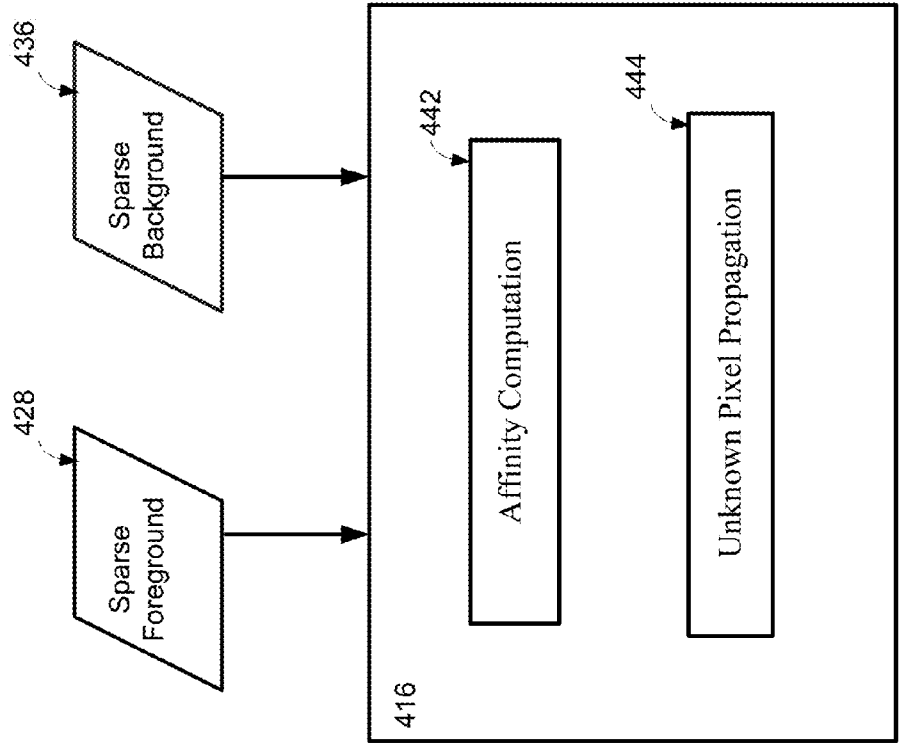 428
Sparse
Foreground
436
Sparse
Background
416
Affinity Computation
442
Unknown Pixel Propagation
444